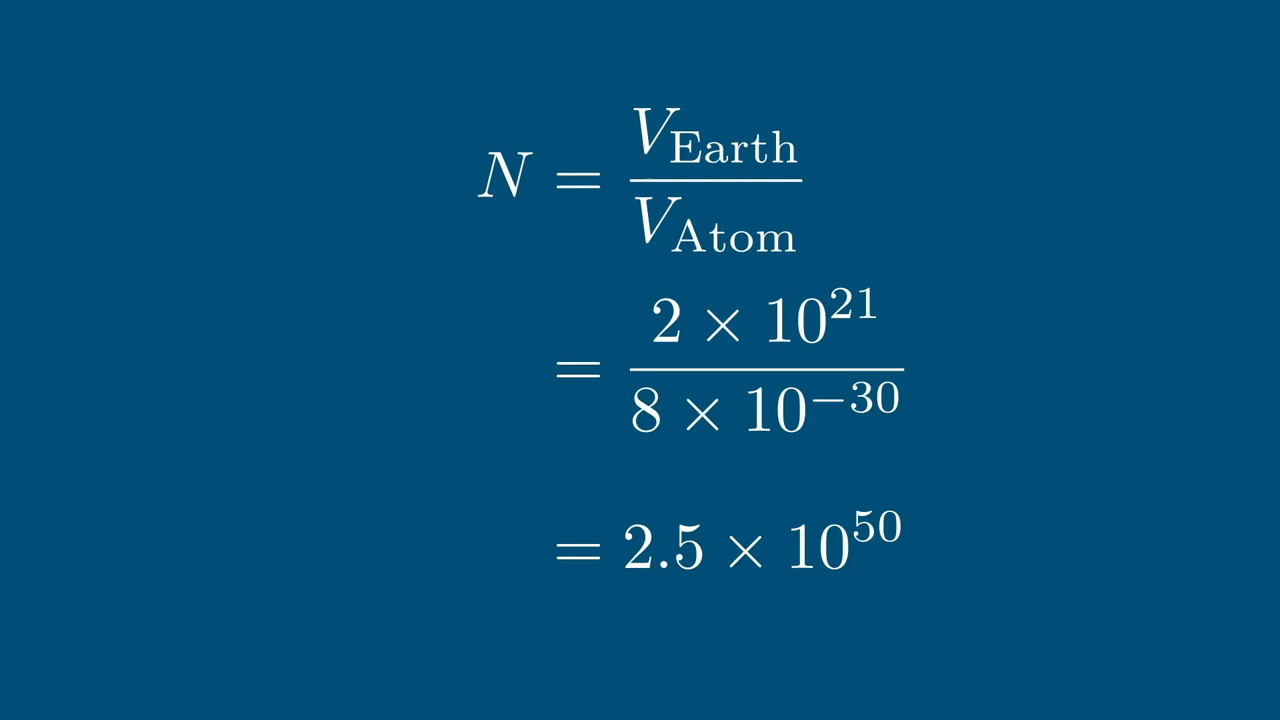 N = V_Earth / V_Atom
= 2 × 10^21 / 8 × 10^−30
= 2.5 × 10^50